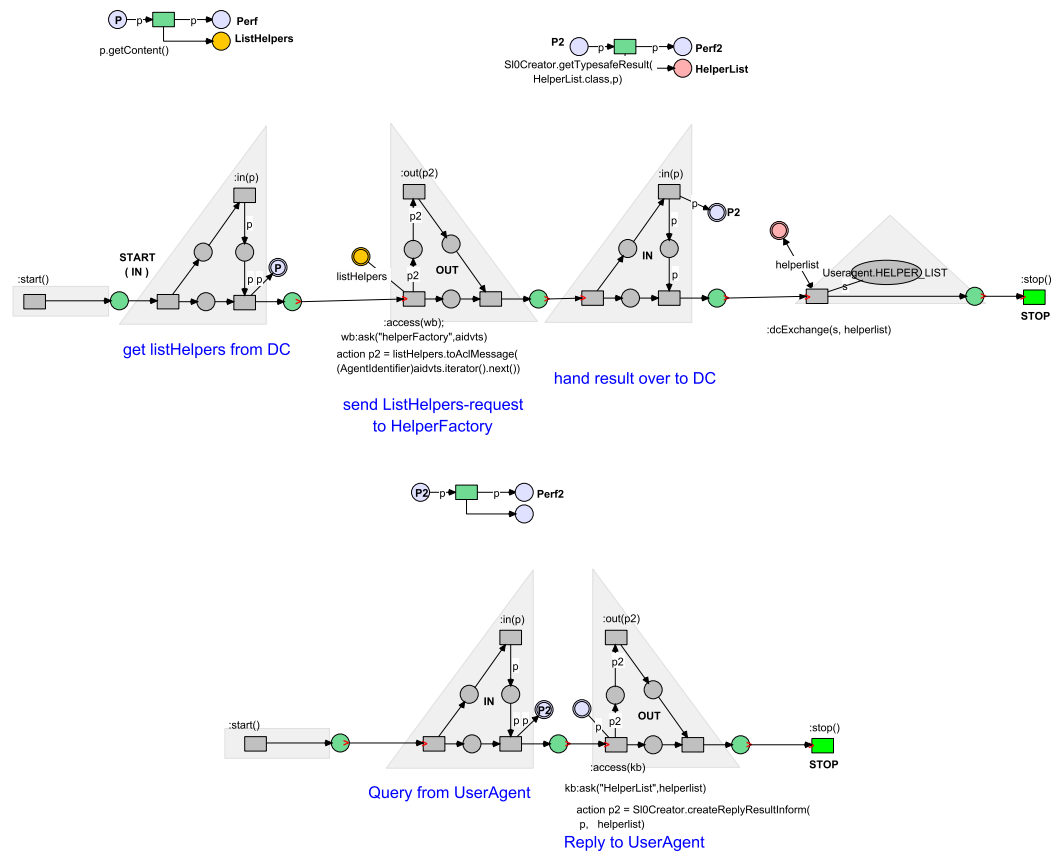 P
p
p
Perf
ListHelpers
p.getContent()
P2
p
p
Perf2
Sl0Creator.getTypesafeResult(
HelperList.class,p)
HelperList
:in(p)
p
START
( IN )
p
p
P
:start()
get listHelpers from DC
:out(p2)
p2
OUT
listHelpers
p2
:access(wb);
wb:ask("helperFactory",aidvts)
action p2 = listHelpers.toAclMessage(
(AgentIdentifier)aidvts.iterator().next())
send ListHelpers-request
to HelperFactory
:in(p)
p
P2
p
IN
p
hand result over to DC
helperlist
Useragent.HELPER_LIST
s
:dcExchange(s, helperlist)
:stop()
STOP
P2
p
p
Perf2
:in(p)
p
IN
p
p
P2
:start()
Query from UserAgent
:out(p2)
p2
OUT
p
p2
:access(kb)
kb:ask("HelperList",helperlist)
action p2 = Sl0Creator.createReplyResultInform(
p, helperlist)
Reply to UserAgent
:stop()
STOP